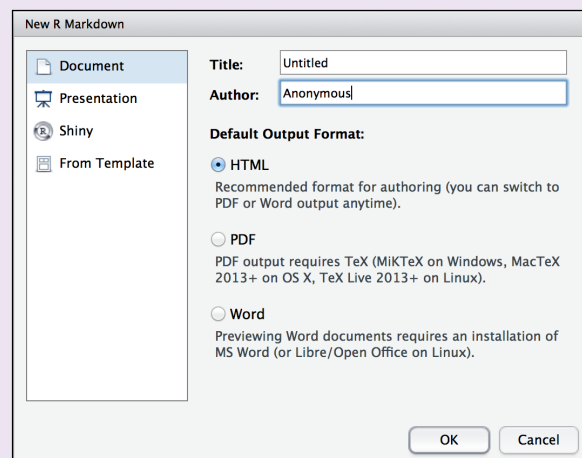 New R Markdown
Document
Presentation
Shiny
From Template
Title: Untitled
Author: Anonymous
Default Output Format:
HTML
Recommended format for authoring (you can switch to
PDF or Word output anytime).
PDF
PDF output requires TeX (MiKTeX on Windows, MacTeX
2013+ on OS X, TeX Live 2013+ on Linux).
Word
Previewing Word documents requires an installation of
MS Word (or Libre/Open Office on Linux).
OK Cancel